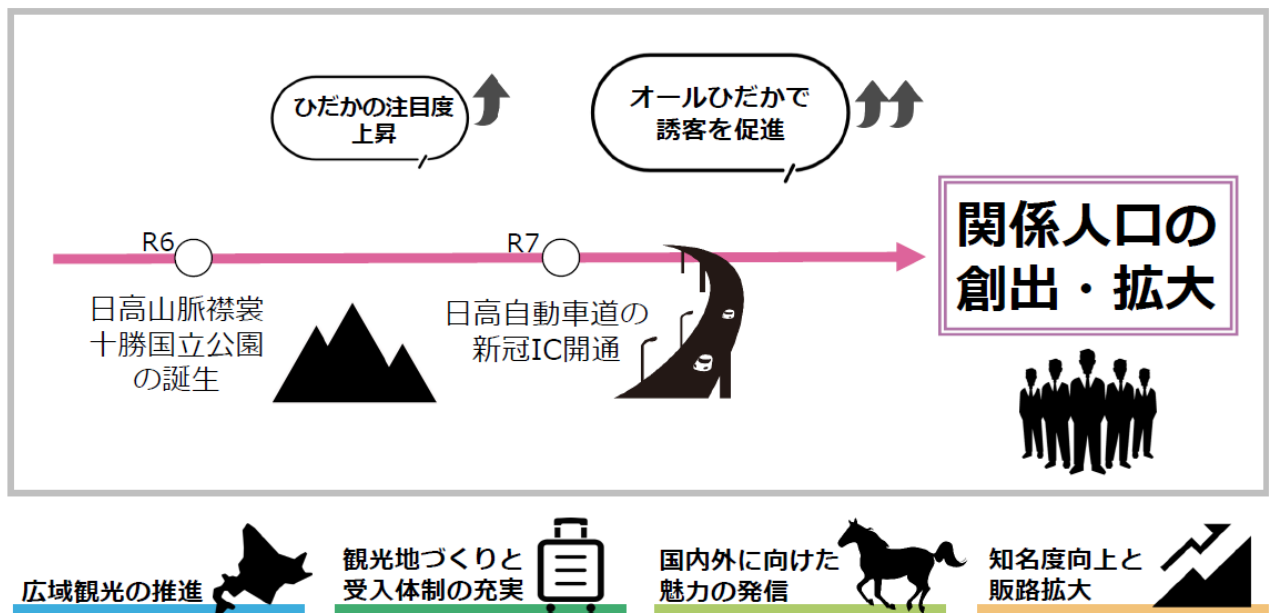 ひだかの注目度
上昇
オールひだかで
誘客を促進
R6
R7
日高山脈襟裳
十勝国立公園
の誕生
日高自動車道の
新冠IC開通
関係人口の
創出・拡大
広域観光の推進
観光地づくりと
受入体制の充実
国内外に向けた
魅力の発信
知名度向上と
販路拡大